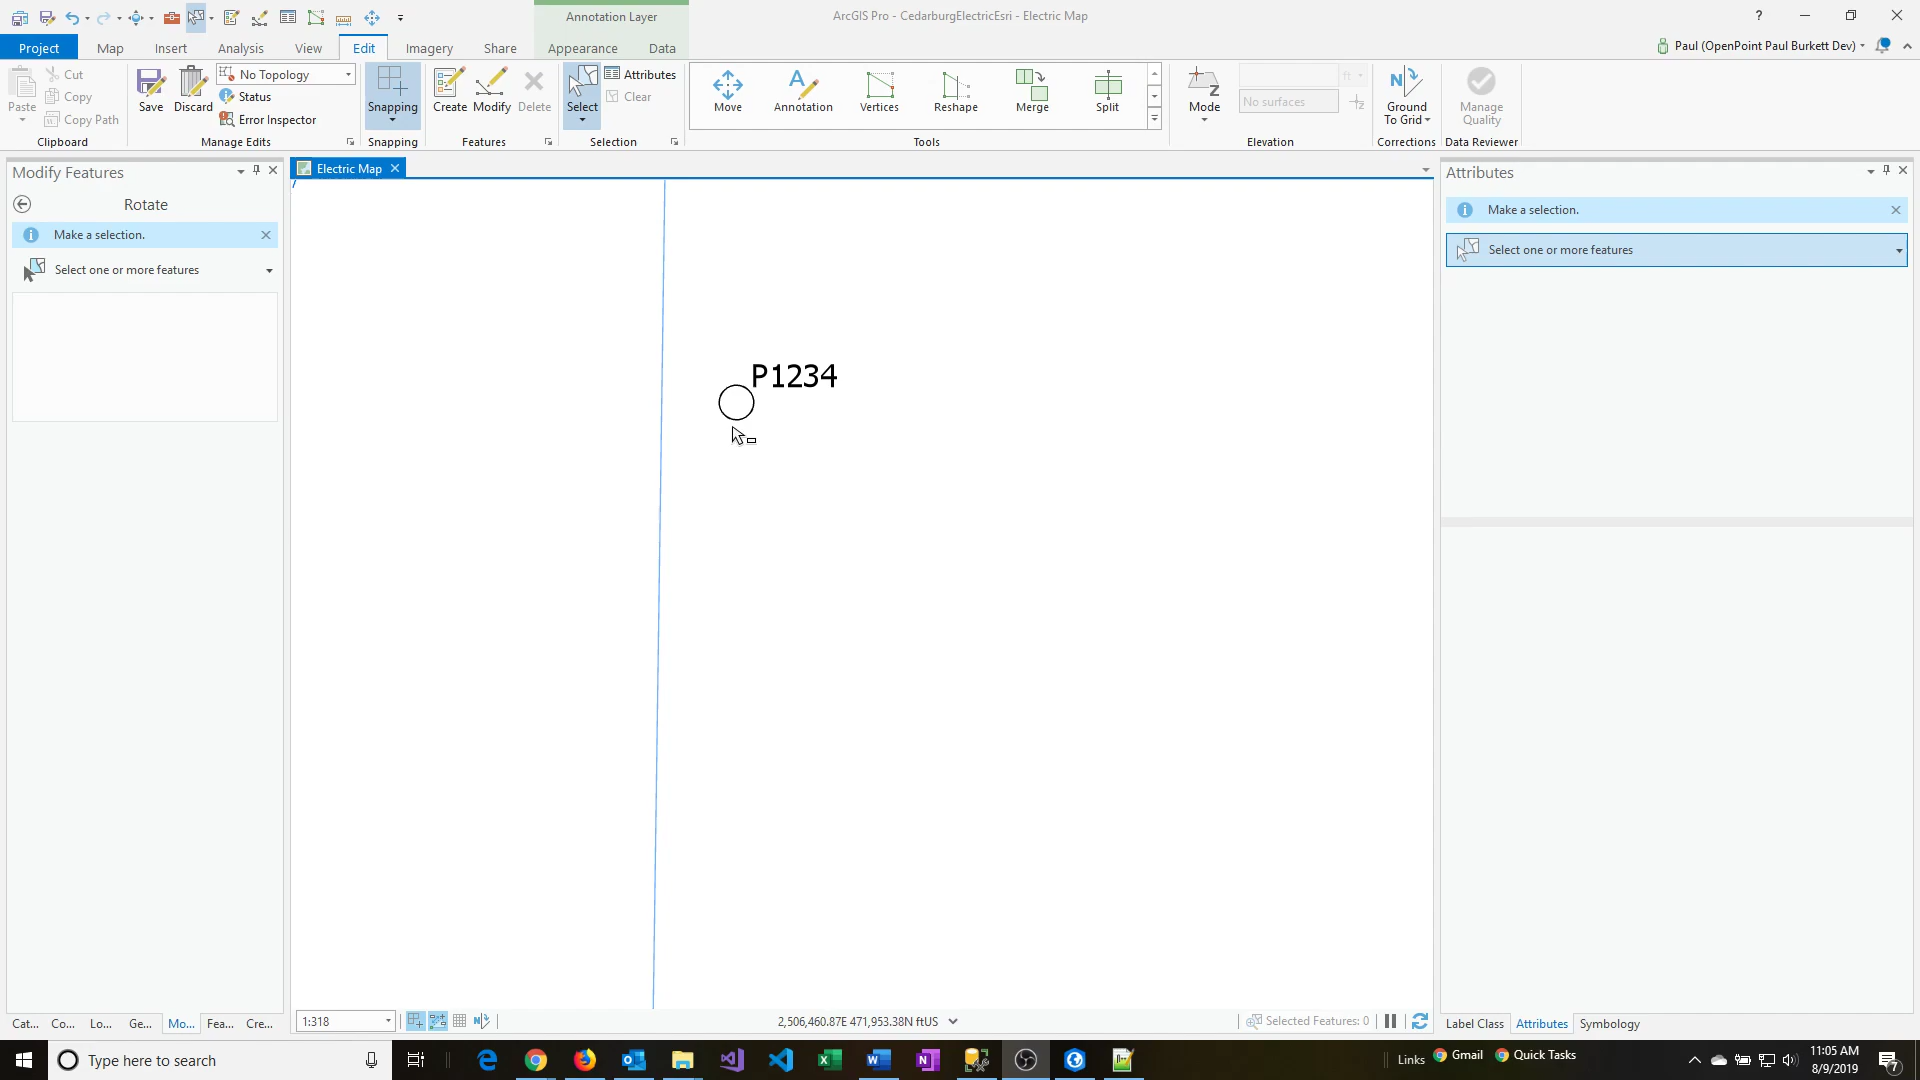 Annotation Layer
ArcGIS Pro - CedarburgElectricEsri - Electric Map
?
Project
Map
Insert
Analysis
View
Edit
Imagery
Share
Appearance
Data
Paul (OpenPoint Paul Burkett Dev)
Paste
Cut
Copy
Copy Path
Clipboard
Save
Discard
No Topology
Status
Error Inspector
Manage Edits
Snapping
Snapping
Create
Modify
Delete
Features
Select
Attributes
Clear
Selection
Move
Annotation
Vertices
Reshape
Merge
Split
Tools
Mode
ft
No surfaces
Elevation
Ground
To Grid
Corrections
Manage
Quality
Data Reviewer
Modify Features
Rotate
Make a selection.
Select one or more features
Electric Map
P1234
Attributes
Make a selection.
Select one or more features
Cat...
Co...
Lo...
Ge...
Mo...
Fea...
Cre...
1:318
2,506,460.87E 471,953.38N ftUS
Selected Features: 0
Label Class
Attributes
Symbology
Type here to search
Links
Gmail
Quick Tasks
11:05 AM
8/9/2019
7